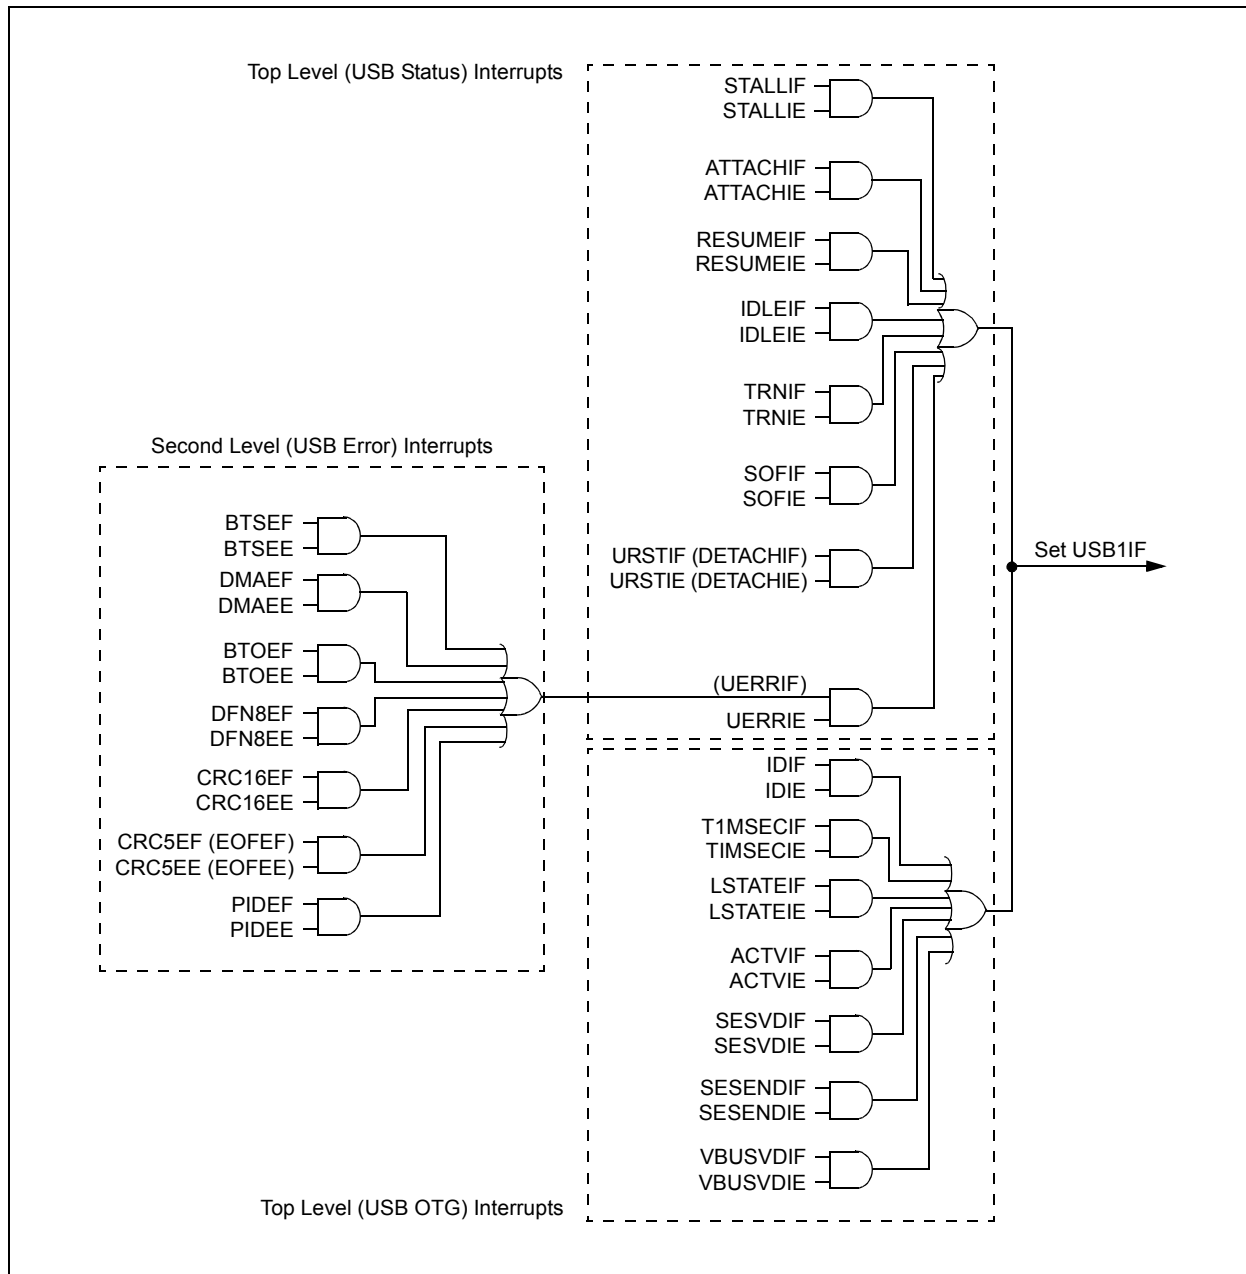 Top Level (USB Status) Interrupts
STALLIF
STALLIE
ATTACHIF
ATTACHIE
RESUMEIF
RESUMEIE
IDLEIF
IDLEIE
TRNIF
TRNIE
SOFIF
SOFIE
URSTIF (DETACHIF)
URSTIE (DETACHIE)
(UERRIF)
UERRIE
Set USB1IF
Second Level (USB Error) Interrupts
BTSEF
BTSEE
DMAEF
DMAEE
BTOEF
BTOEE
DFN8EF
DFN8EE
CRC16EF
CRC16EE
CRC5EF (EOFEF)
CRC5EE (EOFEE)
PIDEF
PIDEE
IDIF
IDIE
T1MSECIF
TIMSECIE
LSTATEIF
LSTATEIE
ACTVIF
ACTVIE
SESVDIF
SESVDIE
SESENDIF
SESENDIE
VBUSVDIF
VBUSVDIE
Top Level (USB OTG) Interrupts